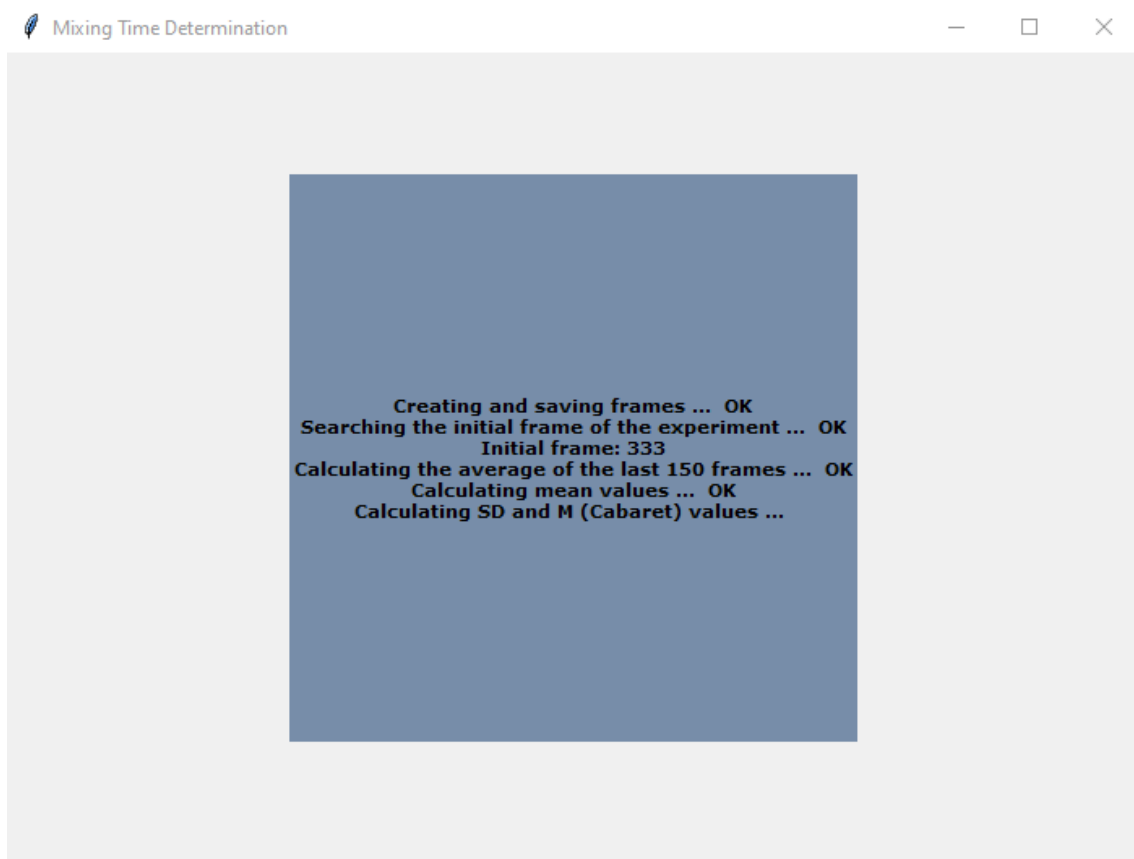 Mixing Time Determination
Creating and saving frames ... OK
Searching the initial frame of the experiment ... OK
Initial frame: 333
Calculating the average of the last 150 frames ... OK
Calculating mean values ... OK
Calculating SD and M (Cabaret) values ...